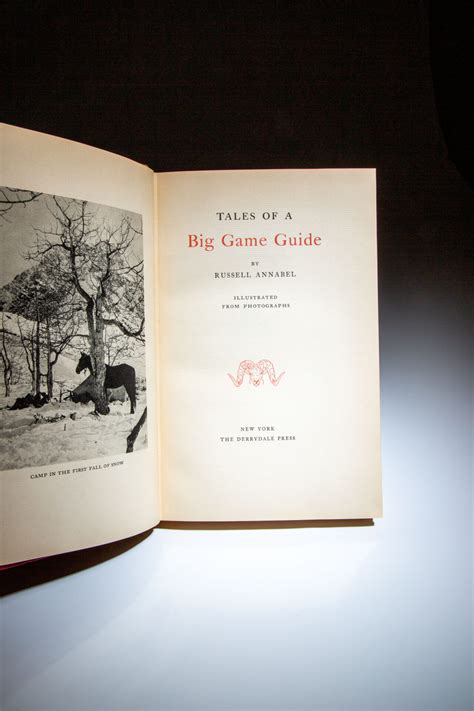 CAMP IN THE FIRST FALL OF SNOW
TALES OF A
Big Game Guide
BY
RUSSELL ANNABEL
ILLUSTRATED
FROM PHOTOGRAPHS
NEW YORK
THE DERRYDALE PRESS